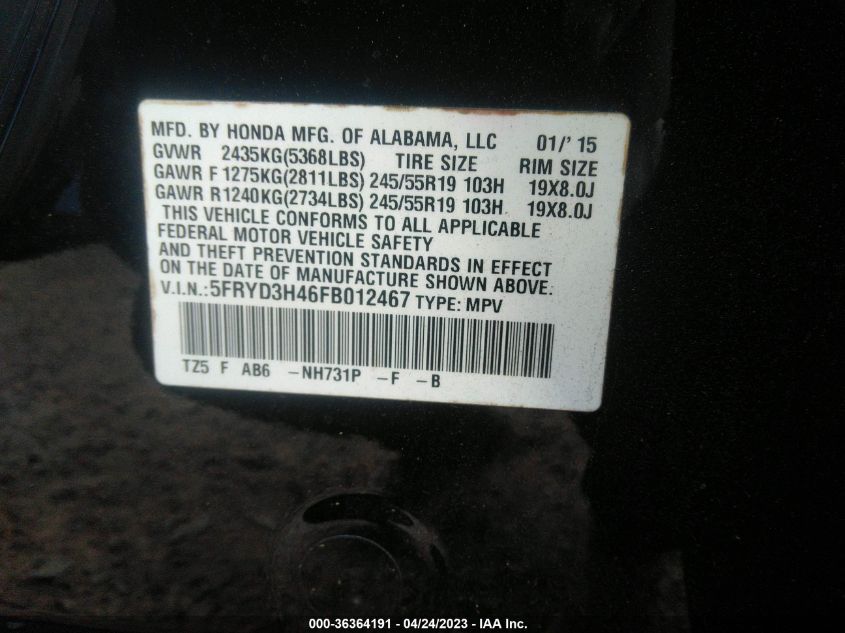 MFD. BY HONDA MFG. OF ALABAMA, LLC 01/'15
GVWR 2435KG(5368LBS) TIRE SIZE RIM SIZE
GAWR F 1275KG(2811LBS) 245/55R19 103H 19X8.0J
GAWR R1240KG(2734LBS) 245/55R19 103H 19X8.0J
THIS VEHICLE CONFORMS TO ALL APPLICABLE
FEDERAL MOTOR VEHICLE SAFETY
AND THEFT PREVENTION STANDARDS IN EFFECT
ON THE DATE OF MANUFACTURE SHOWN ABOVE.
V.I.N.:5FRYD3H46FB012467 TYPE: MPV
TZ5 F AB6 -NH731P -F -B
000-36364191 - 04/24/2023 - IAA Inc.